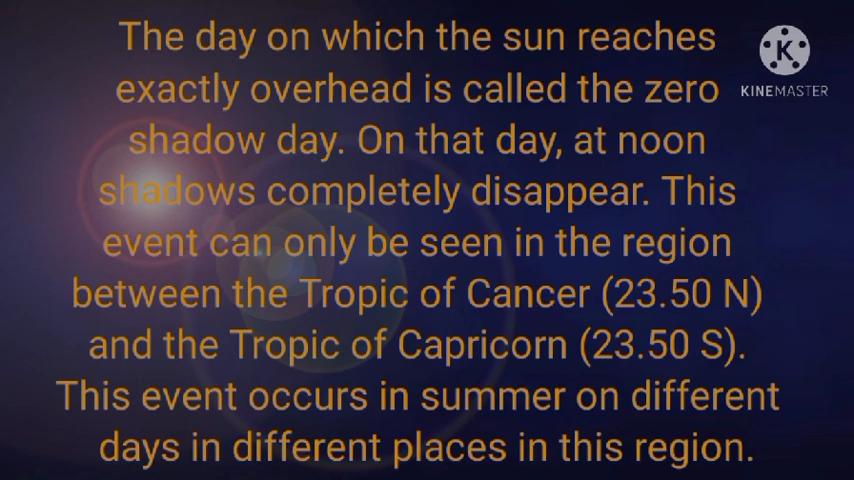 The day on which the sun reaches
exactly overhead is called the zero
shadow day. On that day, at noon
shadows completely disappear. This
event can only be seen in the region
between the Tropic of Cancer (23.50 N)
and the Tropic of Capricorn (23.50 S).
This event occurs in summer on different
days in different places in this region.
K
KINEMASTER